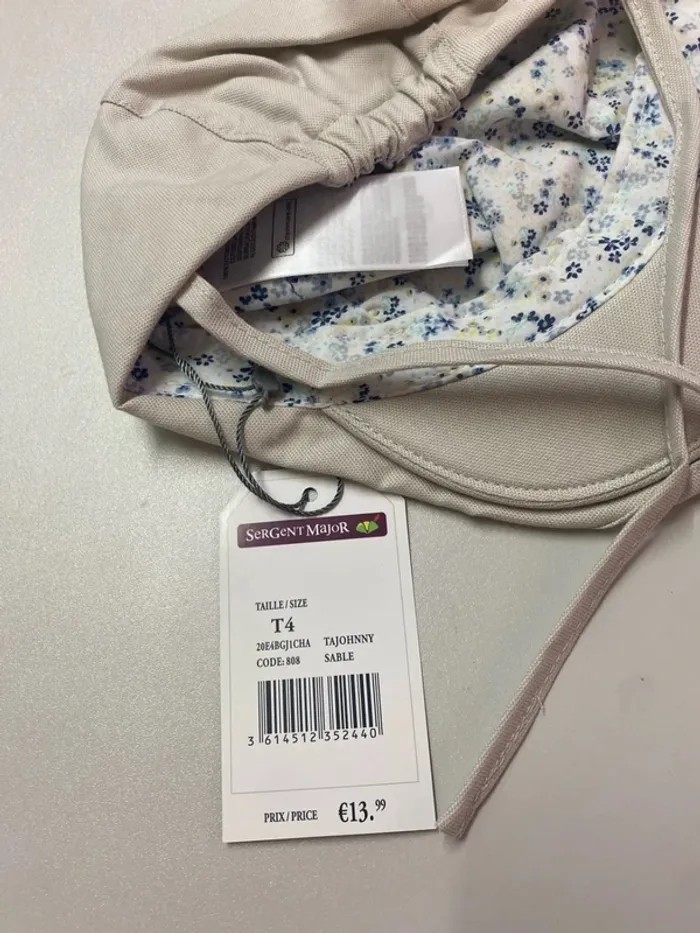 SERGENT MAJOR
TAILLE / SIZE
T4
20E4BGJ1CHA TAJOHNNY
CODE: 808 SABLE
3 614512 352440
PRIX / PRICE €13.99